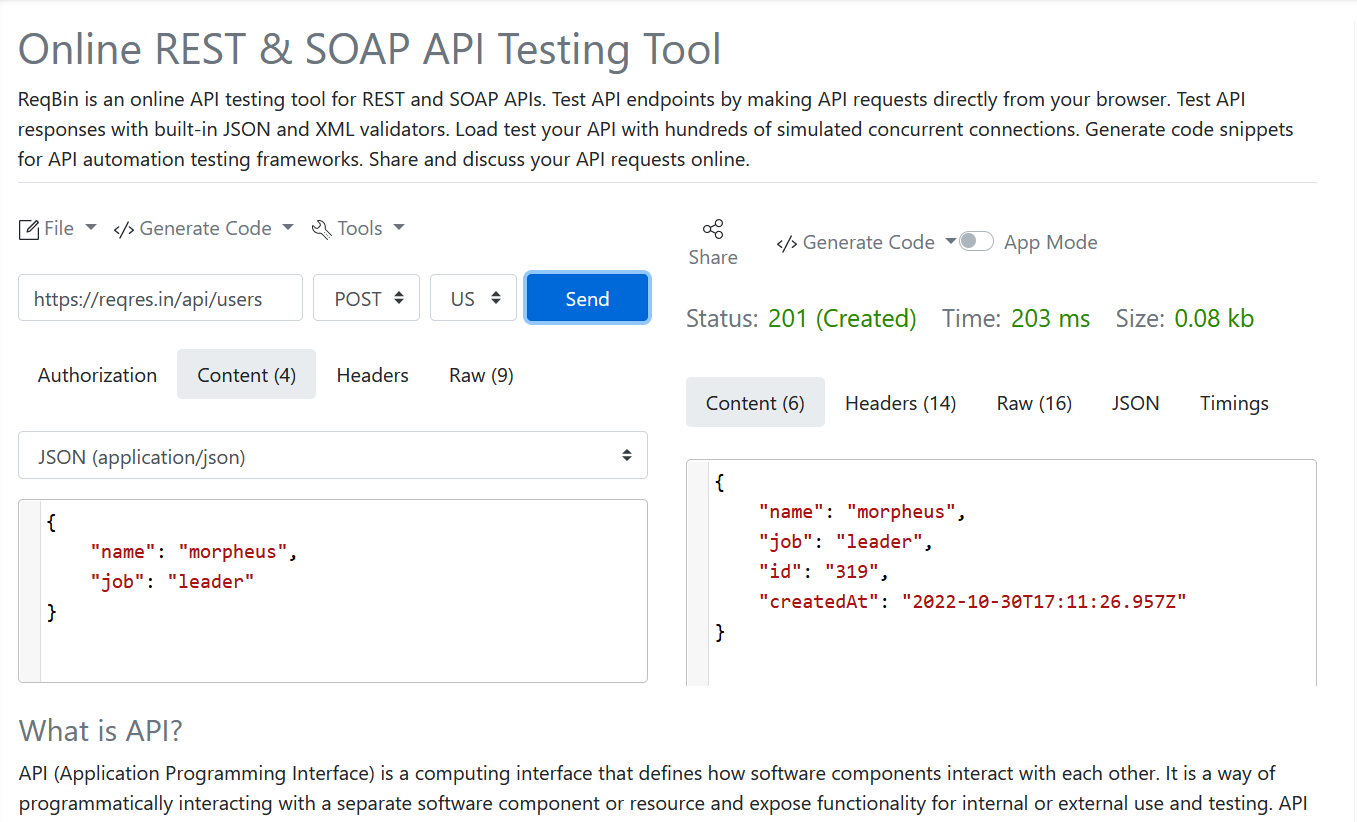 Online REST & SOAP API Testing Tool
ReqBin is an online API testing tool for REST and SOAP APIs. Test API endpoints by making API requests directly from your browser. Test API
responses with built-in JSON and XML validators. Load test your API with hundreds of simulated concurrent connections. Generate code snippets
for API automation testing frameworks. Share and discuss your API requests online.
File
Generate Code
Tools
https://reqres.in/api/users
POST
US
Send
Authorization
Content (4)
Headers
Raw (9)
JSON (application/json)
{
"name": "morpheus",
"job": "leader"
}
Share
Generate Code
App Mode
Status: 201 (Created) Time: 203 ms Size: 0.08 kb
Content (6)
Headers (14)
Raw (16)
JSON
Timings
{
"name": "morpheus",
"job": "leader",
"id": "319",
"createdAt": "2022-10-30T17:11:26.957Z"
}
What is API?
API (Application Programming Interface) is a computing interface that defines how software components interact with each other. It is a way of
programmatically interacting with a separate software component or resource and expose functionality for internal or external use and testing. API